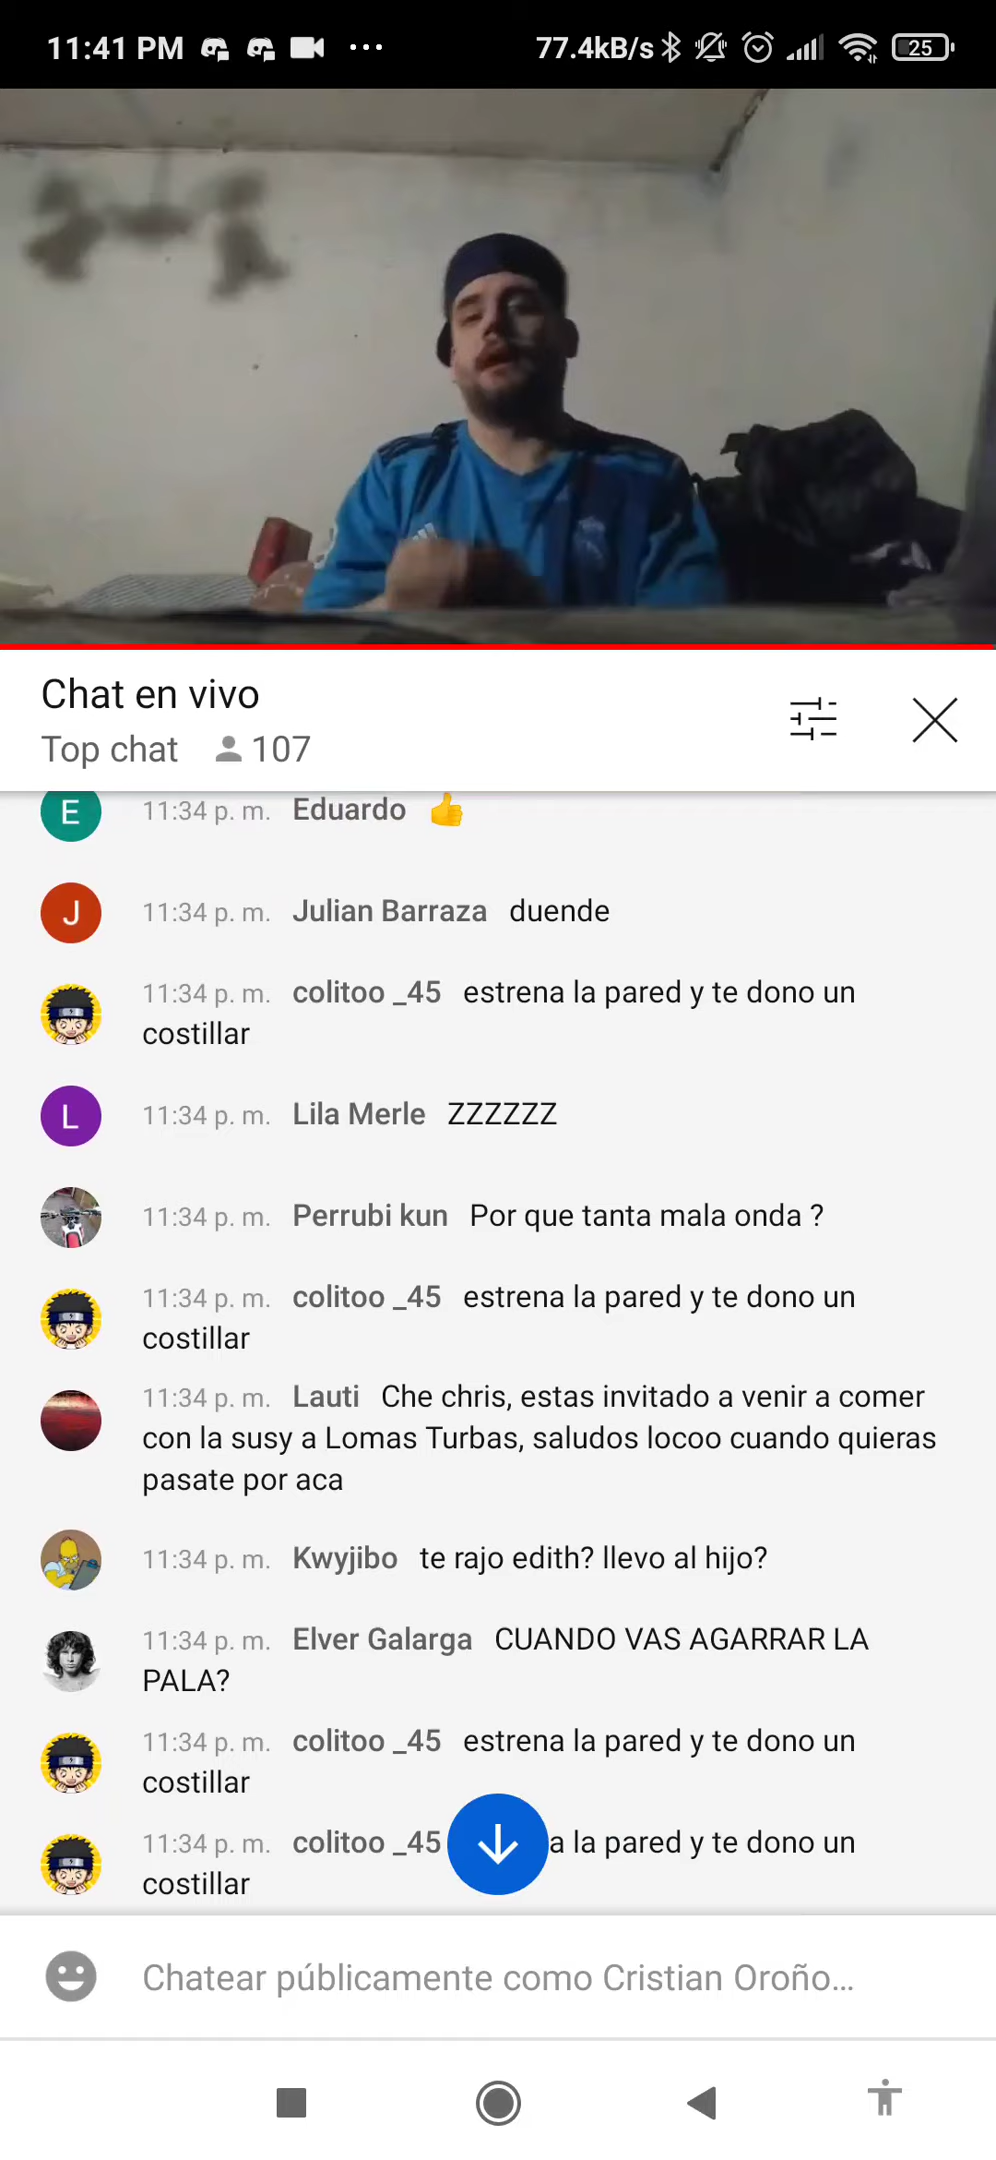 11:41 PM
77.4kB/s
25
Chat en vivo
Top chat 107
E 11:34 p. m. Eduardo 👍
J 11:34 p. m. Julian Barraza duende
11:34 p. m. colitoo _45 estrena la pared y te dono un
costillar
L 11:34 p. m. Lila Merle ZZZZZZ
11:34 p. m. Perrubi kun Por que tanta mala onda ?
11:34 p. m. colitoo _45 estrena la pared y te dono un
costillar
11:34 p. m. Lauti Che chris, estas invitado a venir a comer
con la susy a Lomas Turbas, saludos locoo cuando quieras
pasate por aca
11:34 p. m. Kwyjibo te rajo edith? llevo al hijo?
11:34 p. m. Elver Galarga CUANDO VAS AGARRAR LA
PALA?
11:34 p. m. colitoo _45 estrena la pared y te dono un
costillar
11:34 p. m. colitoo _45 a la pared y te dono un
costillar
Chatear públicamente como Cristian Oroño...